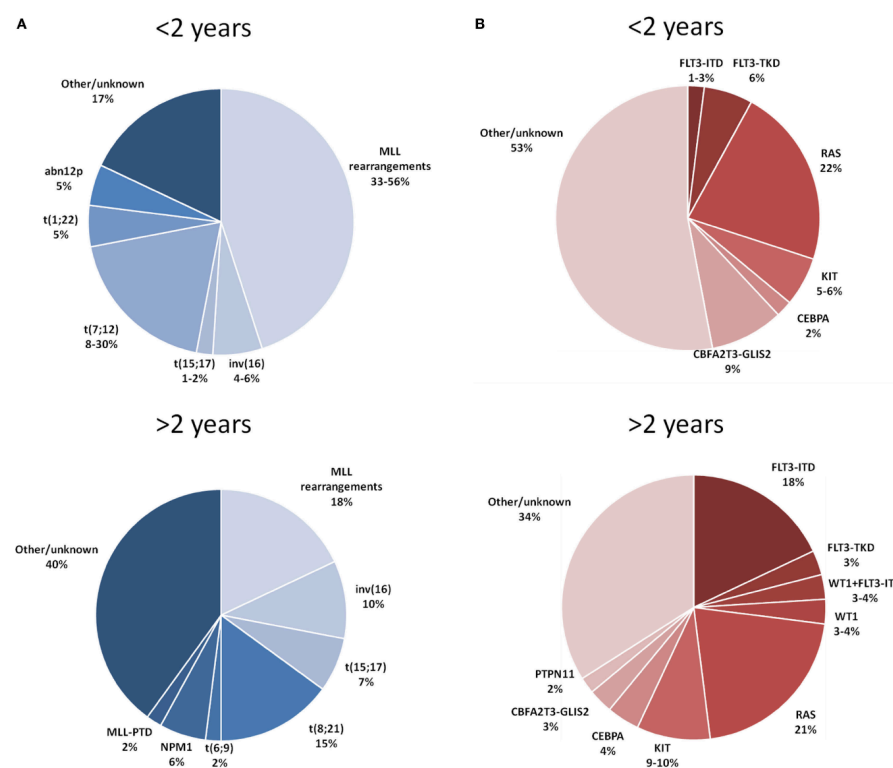 A
<2 years
Other/unknown
17%
MLL
rearrangements
33-56%
abn12p
5%
t(1;22)
5%
t(7;12)
8-30%
t(15;17)
1-2%
inv(16)
4-6%
>2 years
MLL
rearrangements
18%
Other/unknown
40%
inv(16)
10%
t(15;17)
7%
t(8;21)
15%
t(6;9)
2%
NPM1
6%
MLL-PTD
2%
B
<2 years
FLT3-ITD
1-3%
FLT3-TKD
6%
Other/unknown
53%
RAS
22%
KIT
5-6%
CEBPA
2%
CBFA2T3-GLIS2
9%
>2 years
FLT3-ITD
18%
Other/unknown
34%
FLT3-TKD
3%
WT1+FLT3-IT
3-4%
WT1
3-4%
RAS
21%
KIT
9-10%
CEBPA
4%
CBFA2T3-GLIS2
3%
PTPN11
2%